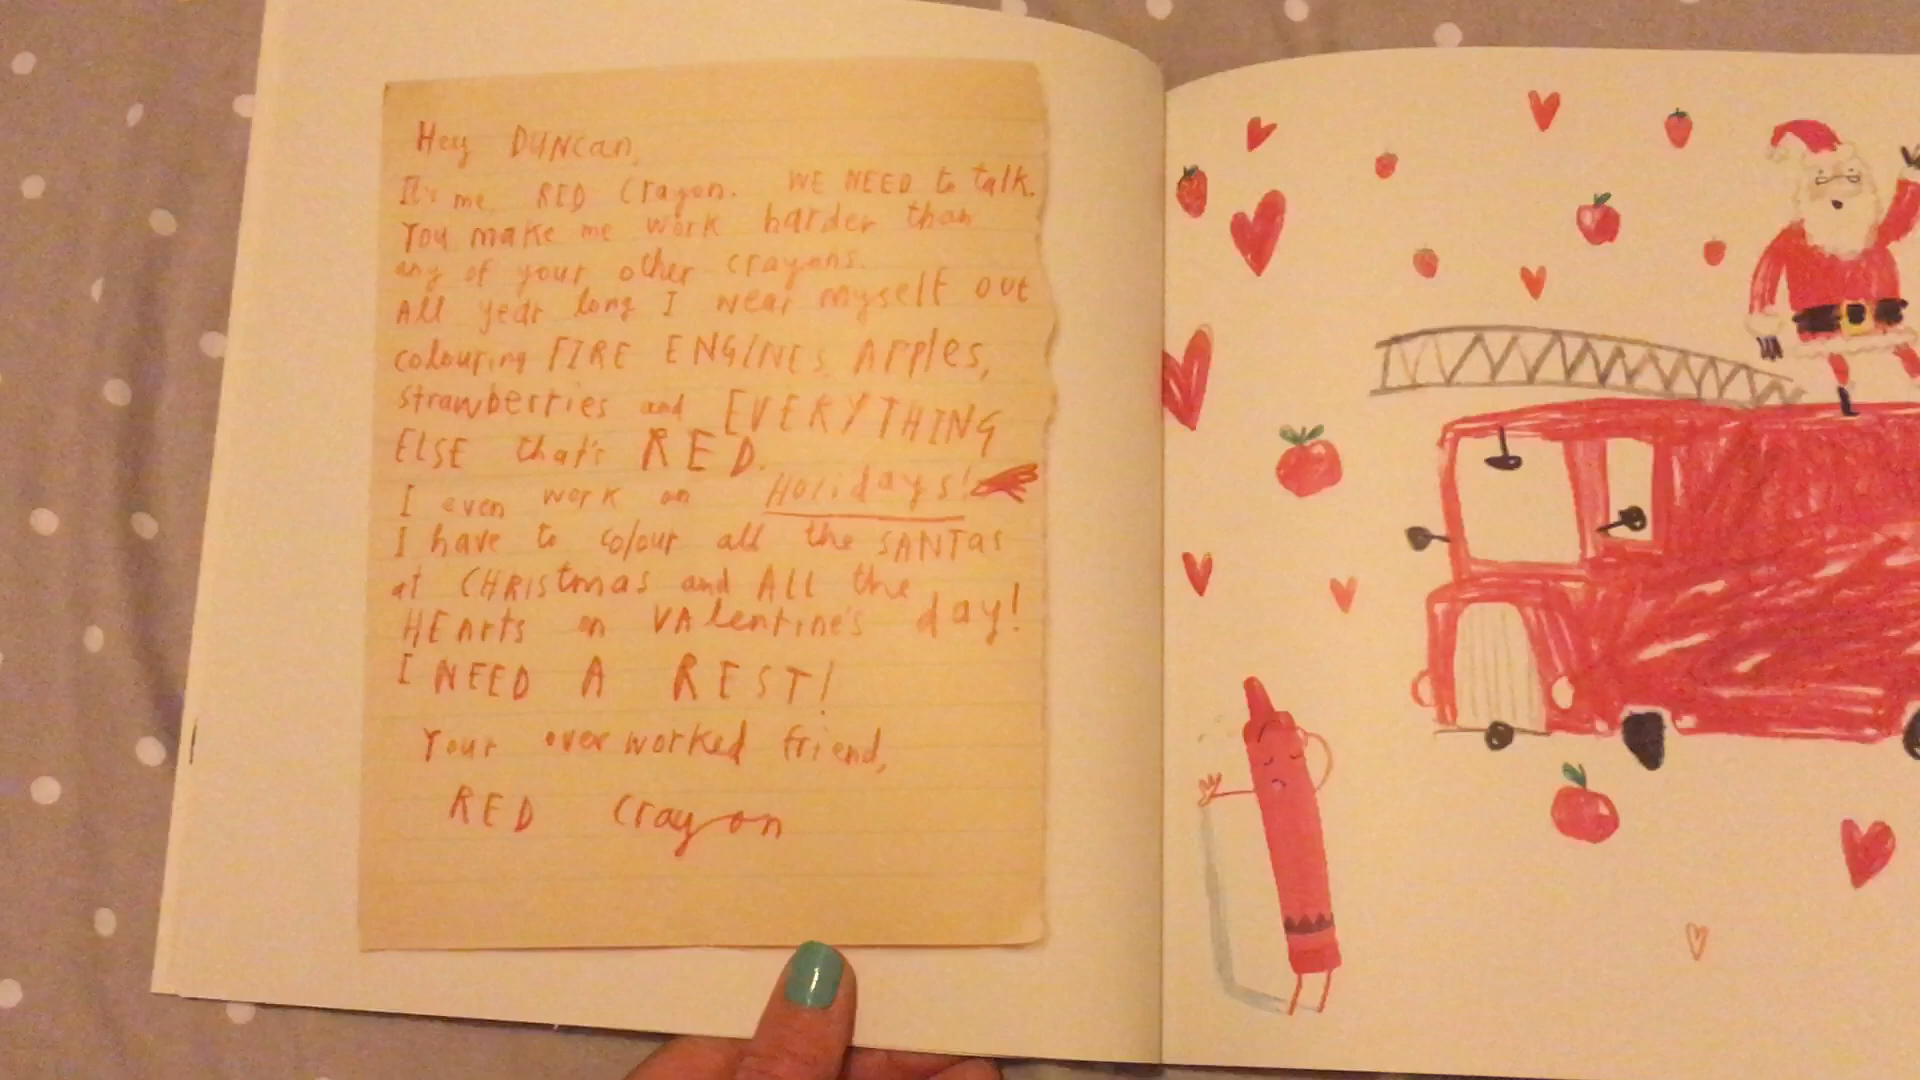 Hey DUNCan,
It's me, RED Crayon. WE NEED to talk.
You make me work harder than
any of your other crayons.
All year long I wear myself out
colouring FIRE ENGINES, Apples,
strawberries and EVERYTHING
ELSE that's RED.
I even work on Holidays!
I have to colour all the SANTas
at CHRIStmas and ALL the
HEArts on VAlentine's day!
I NEED A REST!
Your overworked friend,
RED Crayon